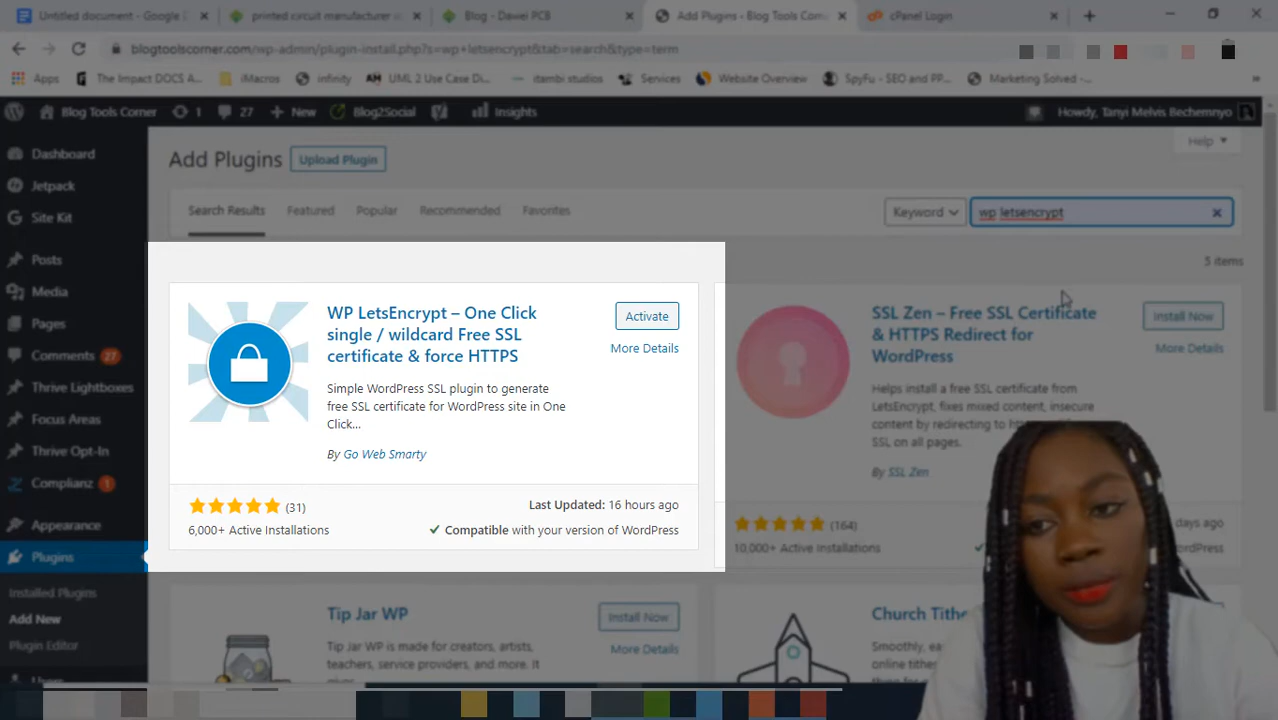 Untitled document - Google D
printed circuit manufacturer w
Blog - Dawei PCB
Add Plugins ‹ Blog Tools Corne
cPanel Login
blogtoolscorner.com/wp-admin/plugin-install.php?s=wp+letsencrypt&tab=search&type=term
Apps
The Impact DOCS A...
iMacros
infinity
UML 2 Use Case Di...
itembi studios
Services
Website Overview
SpyFu - SEO and PP...
Marketing Solved -...
Blog Tools Corner
1
27
New
Blog2Social
Insights
Howdy, Tanyi Melvis Bechemnyo
Dashboard
Jetpack
Site Kit
Posts
Media
Pages
Comments 27
Thrive Lightboxes
Focus Areas
Thrive Opt-In
Complianz 1
Appearance
Plugins
Installed Plugins
Add New
Plugin Editor
Users
Add Plugins
Upload Plugin
Help
Search Results
Featured
Popular
Recommended
Favorites
Keyword
wp letsencrypt
5 items
WP LetsEncrypt – One Click
single / wildcard Free SSL
certificate & force HTTPS
Activate
More Details
Simple WordPress SSL plugin to generate
free SSL certificate for WordPress site in One
Click...
By Go Web Smarty
(31)
Last Updated: 16 hours ago
6,000+ Active Installations
Compatible with your version of WordPress
SSL Zen – Free SSL Certificate
& HTTPS Redirect for
WordPress
Install Now
More Details
Helps install a free SSL certificate from
LetsEncrypt, fixes mixed content, insecure
content by redirecting to
SSL on all pages.
By SSL Zen
(164)
days ago
10,000+ Active Installations
Tip Jar WP
Install Now
More Details
Tip Jar WP is made for creators, artists,
teachers, service providers, and more. It
gives
Church Tithe